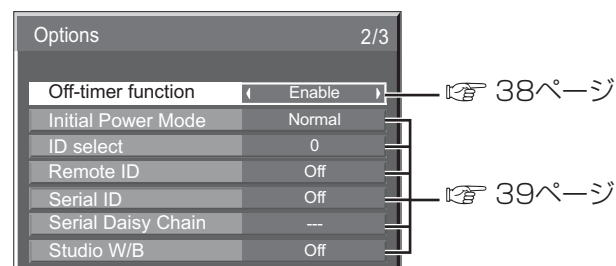 Options 2/3
Off-timer function Enable
☞ 38ページ
Initial Power Mode Normal
ID select 0
Remote ID Off
Serial ID Off
☞ 39ページ
Serial Daisy Chain ---
Studio W/B Off